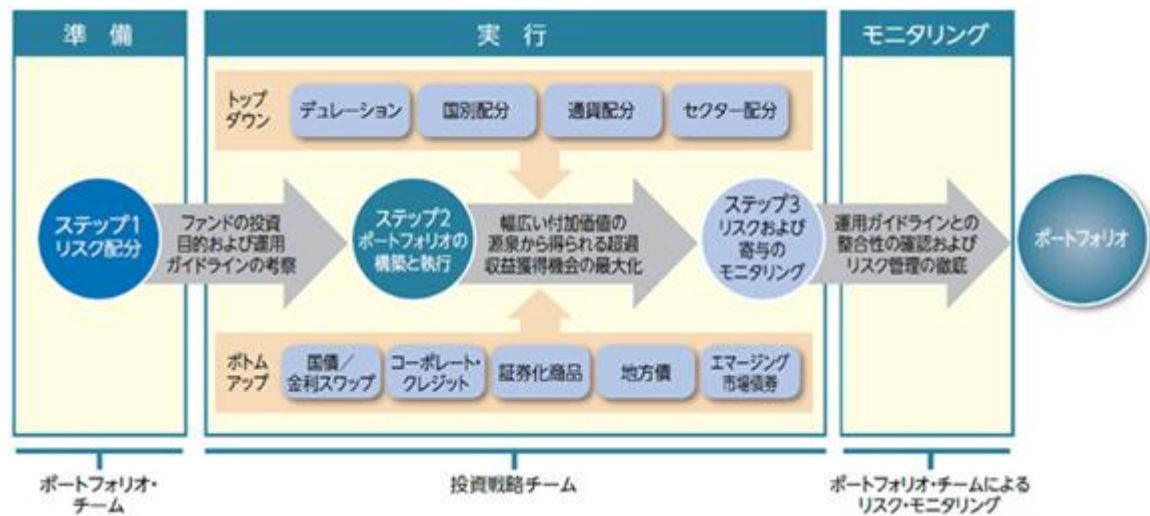 準 備
実 行
モニタリング
トップ
ダウン
デュレーション
国別配分
通貨配分
セクター配分
ステップ1
リスク配分
ファンドの投資
目的および運用
ガイドラインの考察
ステップ2
ポートフォリオの
構築と執行
幅広い付加価値の
源泉から得られる超過
収益獲得機会の最大化
ステップ3
リスクおよび
寄与の
モニタリング
運用ガイドラインとの
整合性の確認および
リスク管理の徹底
ポートフォリオ
ボトム
アップ
国債/
金利スワップ
コーポレート・
クレジット
証券化商品
地方債
エマージング
市場債券
ポートフォリオ・
チーム
投資戦略チーム
ポートフォリオ・チームによる
リスク・モニタリング